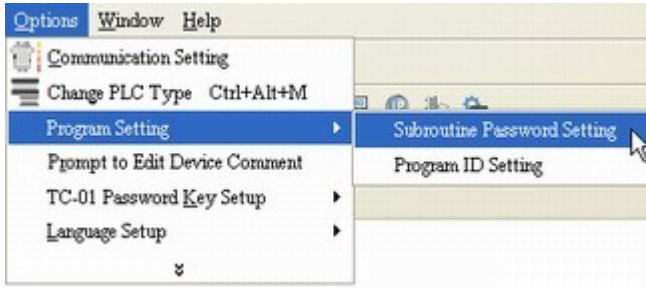 Options Window Help
Communication Setting
Change PLC Type Ctrl+Alt+M
Program Setting
Subroutine Password Setting
Prompt to Edit Device Comment
Program ID Setting
TC-01 Password Key Setup
Language Setup